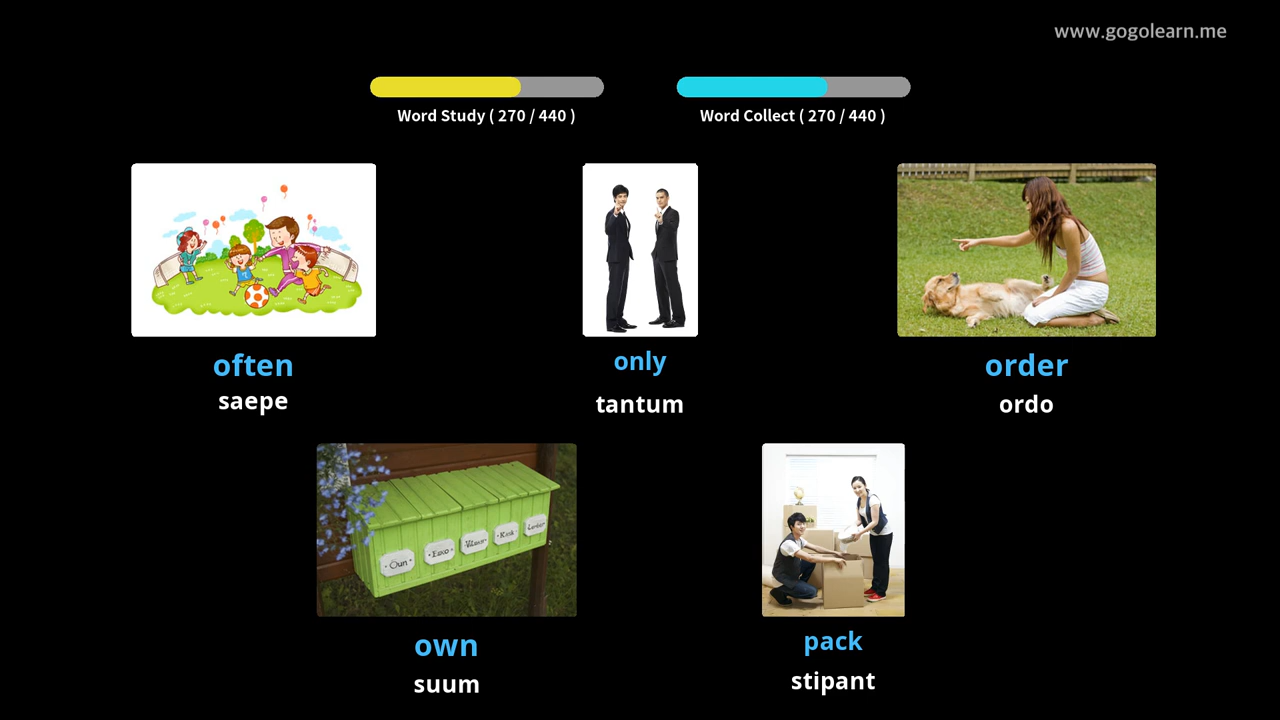 www.gogolearn.me
Word Study ( 270 / 440 )
Word Collect ( 270 / 440 )
often
saepe
only
tantum
order
ordo
own
suum
pack
stipant